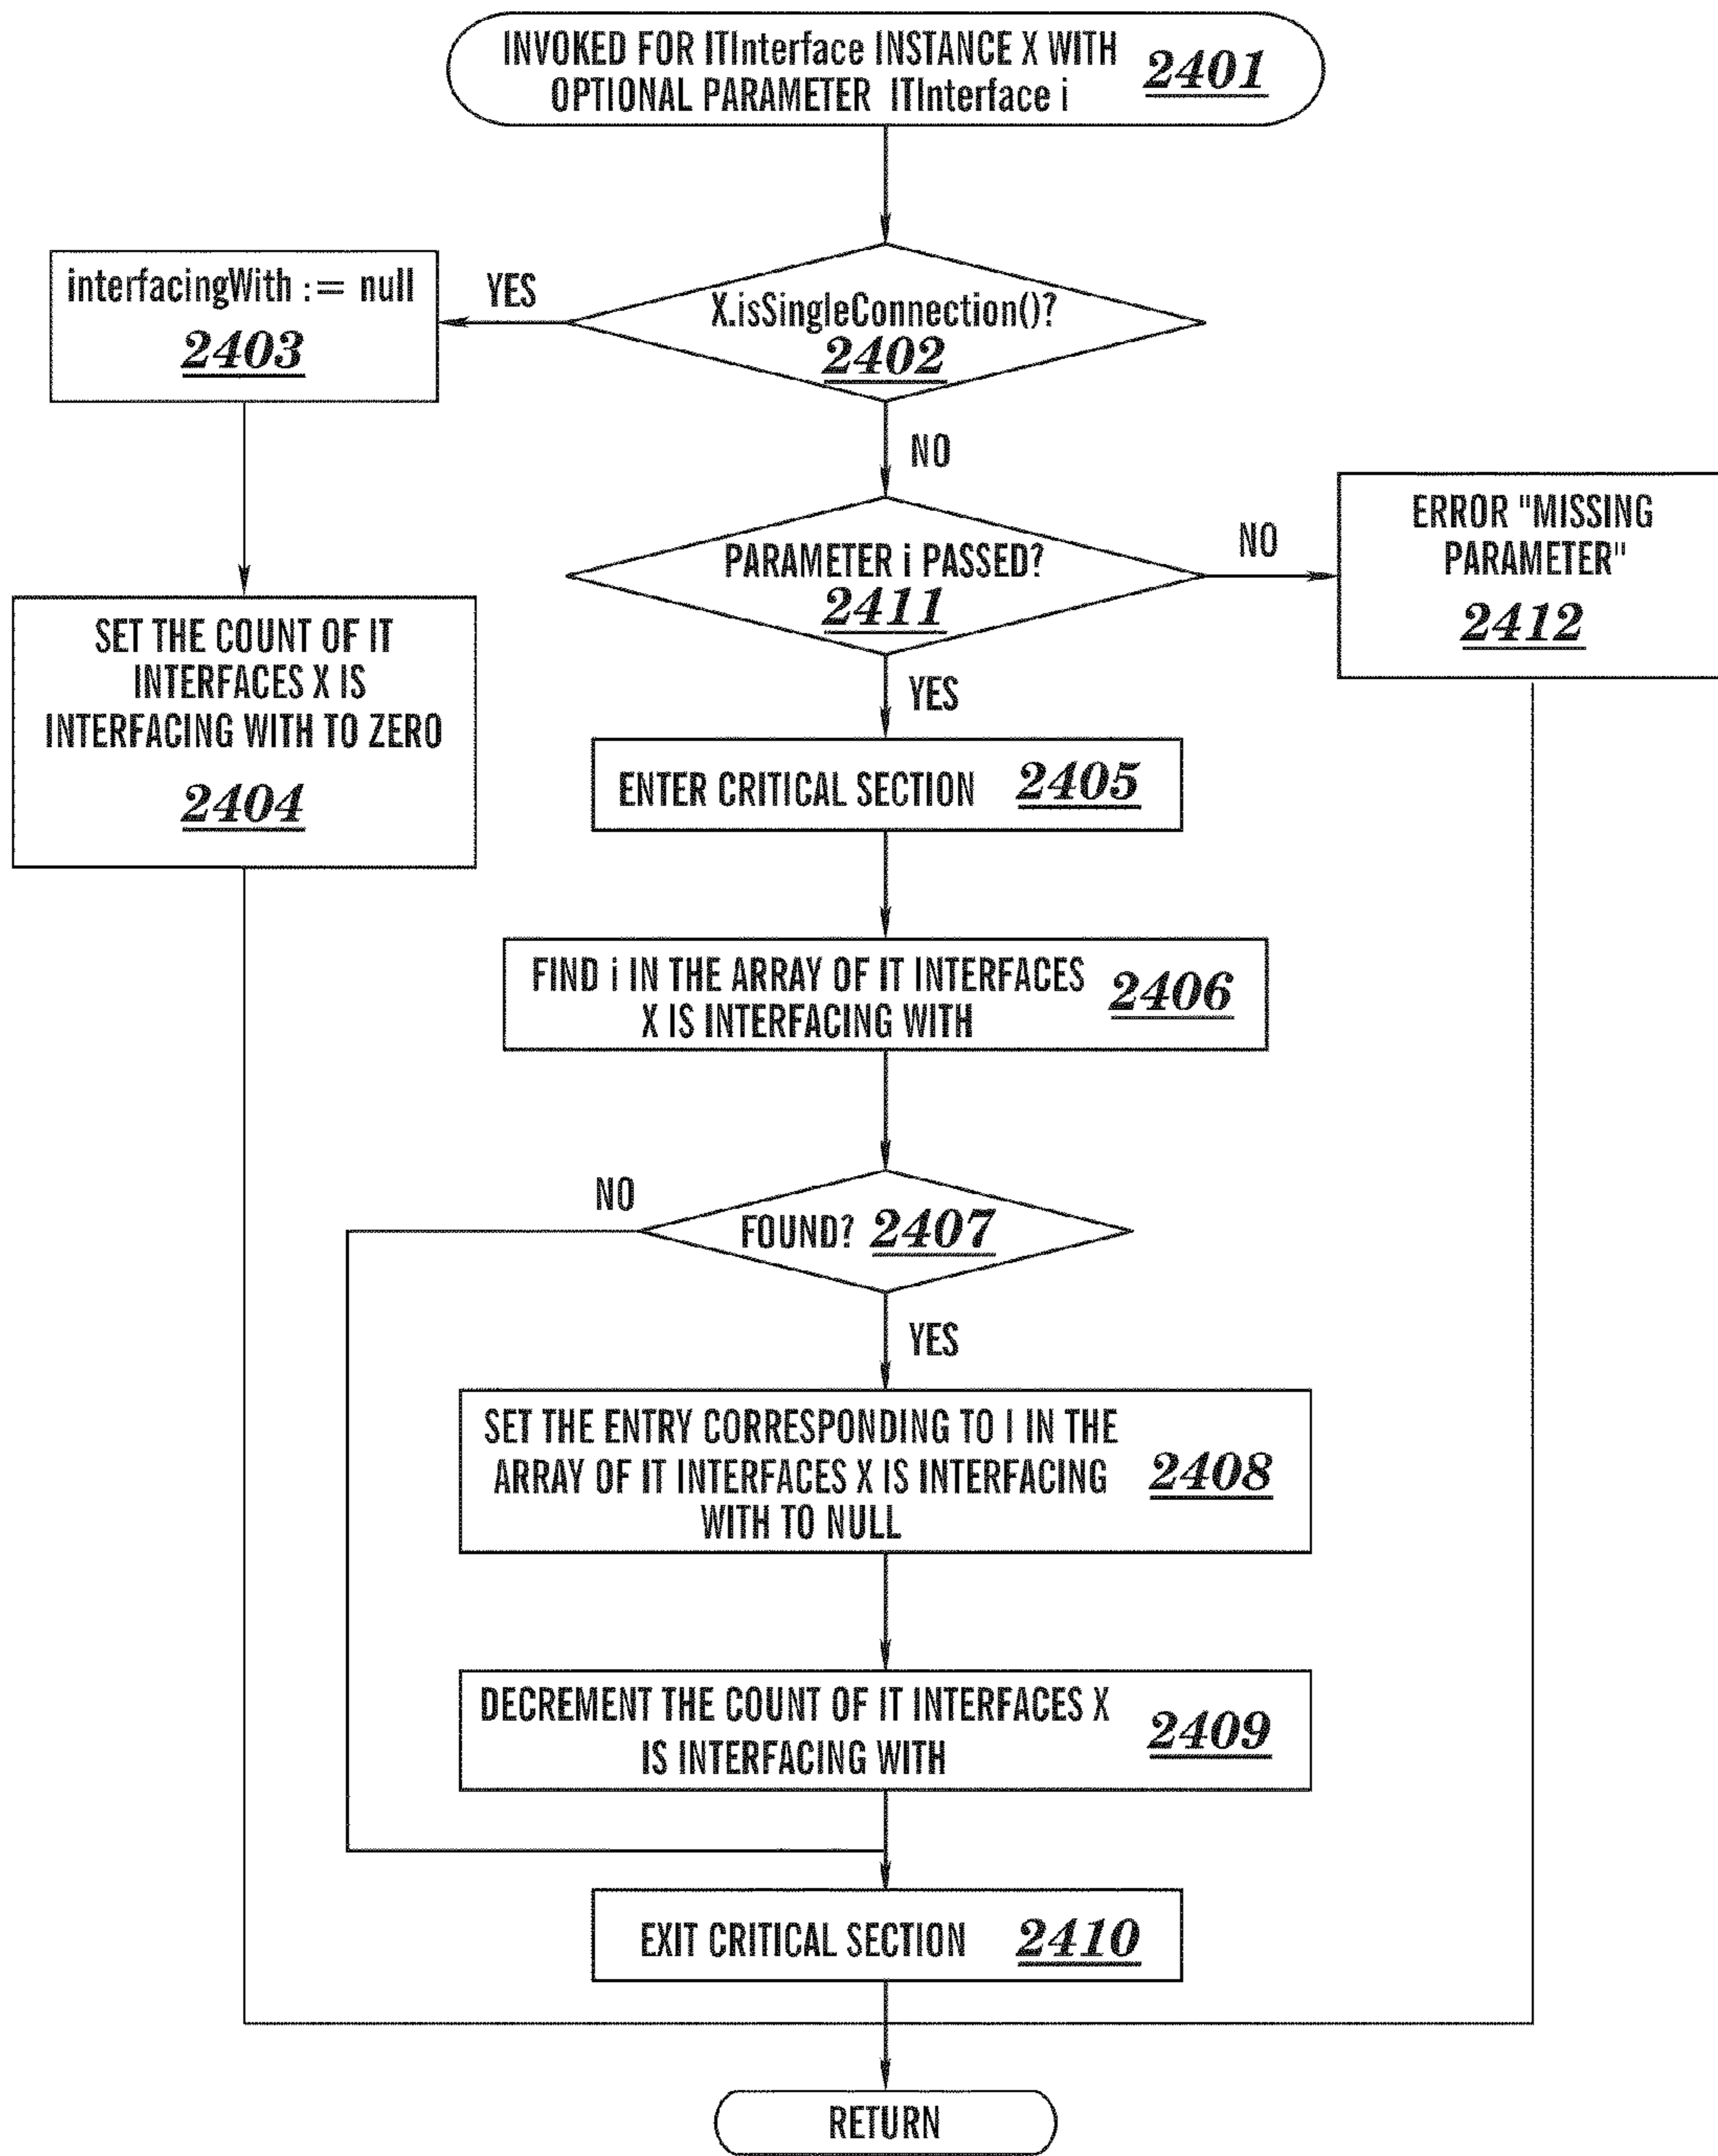 INVOKED FOR ITInterface INSTANCE X WITH
OPTIONAL PARAMETER ITInterface i
2401
X.isSingleConnection()?
2402
YES
interfacingWith := null
2403
SET THE COUNT OF IT
INTERFACES X IS
INTERFACING WITH TO ZERO
2404
NO
PARAMETER i PASSED?
2411
NO
ERROR "MISSING
PARAMETER"
2412
YES
ENTER CRITICAL SECTION 2405
FIND i IN THE ARRAY OF IT INTERFACES
X IS INTERFACING WITH
2406
FOUND? 2407
NO
YES
SET THE ENTRY CORRESPONDING TO I IN THE
ARRAY OF IT INTERFACES X IS INTERFACING
WITH TO NULL
2408
DECREMENT THE COUNT OF IT INTERFACES X
IS INTERFACING WITH
2409
EXIT CRITICAL SECTION 2410
RETURN